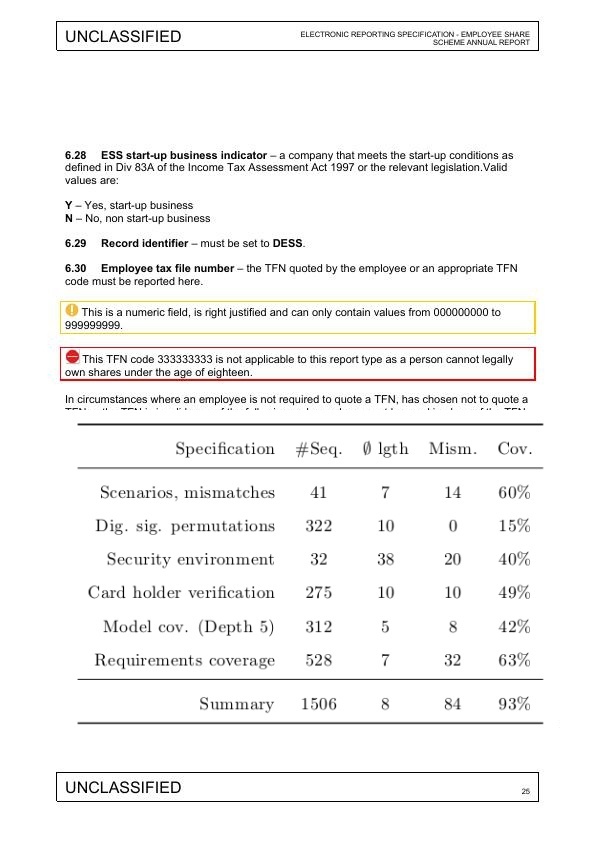 UNCLASSIFIED
ELECTRONIC REPORTING SPECIFICATION - EMPLOYEE SHARE
SCHEME ANNUAL REPORT
6.28 ESS start-up business indicator – a company that meets the start-up conditions as
defined in Div 83A of the Income Tax Assessment Act 1997 or the relevant legislation.Valid
values are:
Y – Yes, start-up business
N – No, non start-up business
6.29 Record identifier – must be set to DESS.
6.30 Employee tax file number – the TFN quoted by the employee or an appropriate TFN
code must be reported here.
This is a numeric field, is right justified and can only contain values from 000000000 to
999999999.
This TFN code 333333333 is not applicable to this report type as a person cannot legally
own shares under the age of eighteen.
In circumstances where an employee is not required to quote a TFN, has chosen not to quote a
Specification #Seq. ∅ lgth Mism. Cov.
Scenarios, mismatches 41 7 14 60%
Dig. sig. permutations 322 10 0 15%
Security environment 32 38 20 40%
Card holder verification 275 10 10 49%
Model cov. (Depth 5) 312 5 8 42%
Requirements coverage 528 7 32 63%
Summary 1506 8 84 93%
UNCLASSIFIED
25